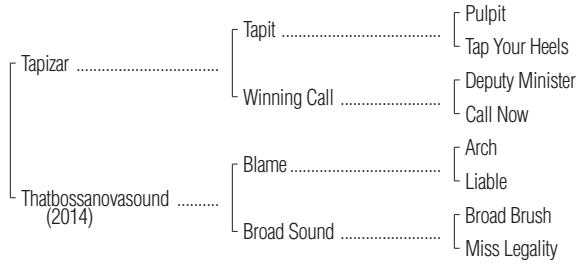 Pulpit
Tapit ........................................
Tap Your Heels
Tapizar ....................................
Deputy Minister
Winning Call .........................
Call Now
Arch
Blame......................................
Liable
Thatbossanovasound ..........
(2014)
Broad Brush
Broad Sound .........................
Miss Legality